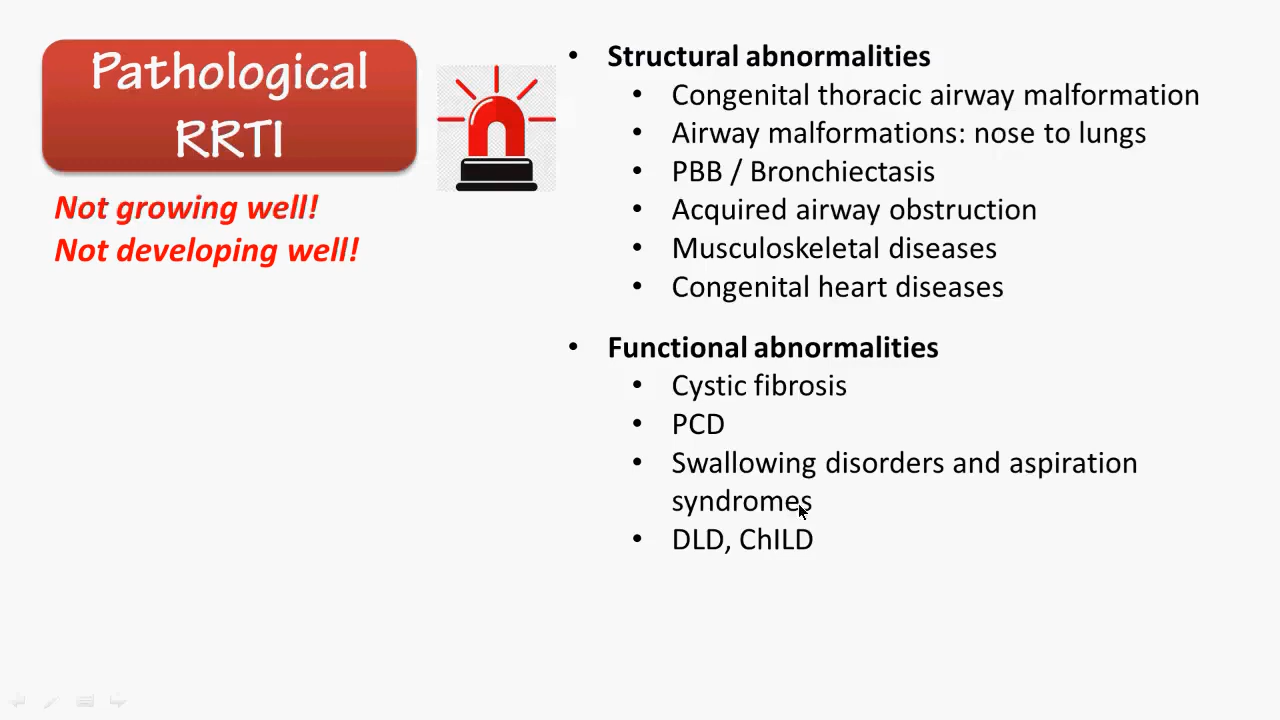 Pathological
RRTI
Not growing well!
Not developing well!
• Structural abnormalities
• Congenital thoracic airway malformation
• Airway malformations: nose to lungs
• PBB / Bronchiectasis
• Acquired airway obstruction
• Musculoskeletal diseases
• Congenital heart diseases
• Functional abnormalities
• Cystic fibrosis
• PCD
• Swallowing disorders and aspiration
syndromes
• DLD, ChILD